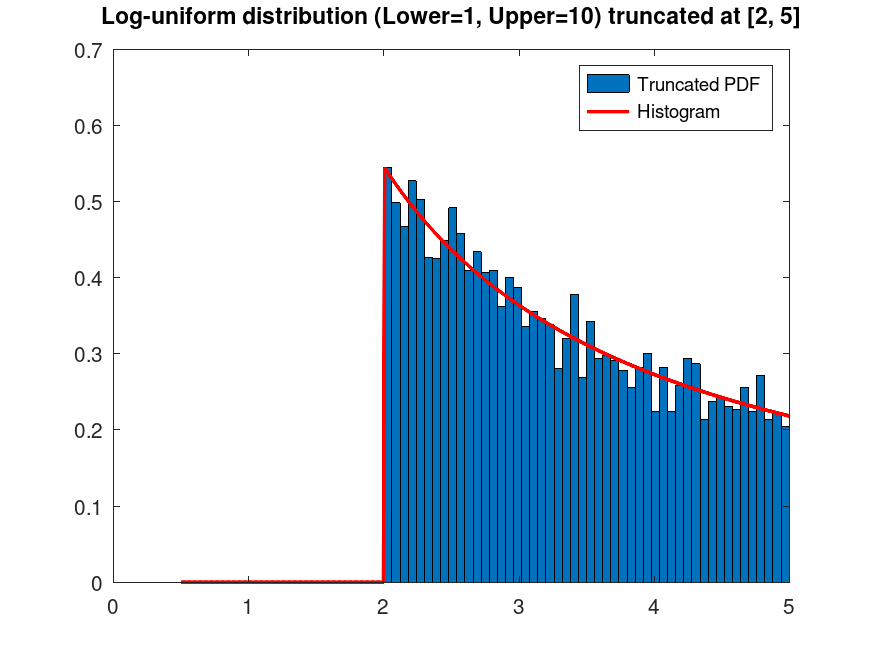 Log-uniform distribution (Lower=1, Upper=10) truncated at [2, 5]
0.7
0.6
0.5
0.4
0.3
0.2
0.1
0
Truncated PDF
Histogram
0 1 2 3 4 5